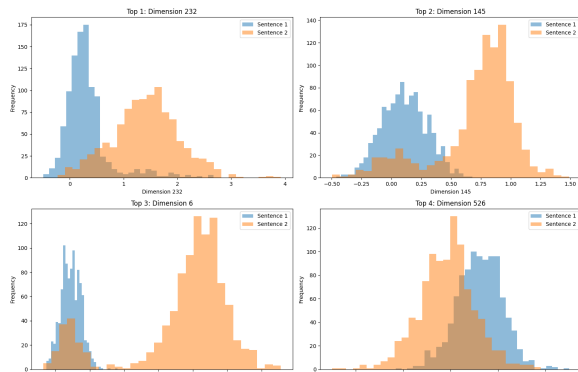 Top 1: Dimension 232
Sentence 1
Sentence 2
Frequency
175
150
125
100
75
50
25
0
0
1
2
3
4
Dimension 232
Top 2: Dimension 145
Sentence 1
Sentence 2
Frequency
140
120
100
80
60
40
20
0
−0.50
−0.25
0.00
0.25
0.50
0.75
1.00
1.25
1.50
Dimension 145
Top 3: Dimension 6
Sentence 1
Sentence 2
Frequency
120
100
80
60
40
20
0
Top 4: Dimension 526
Sentence 1
Sentence 2
Frequency
120
100
80
60
40
20
0